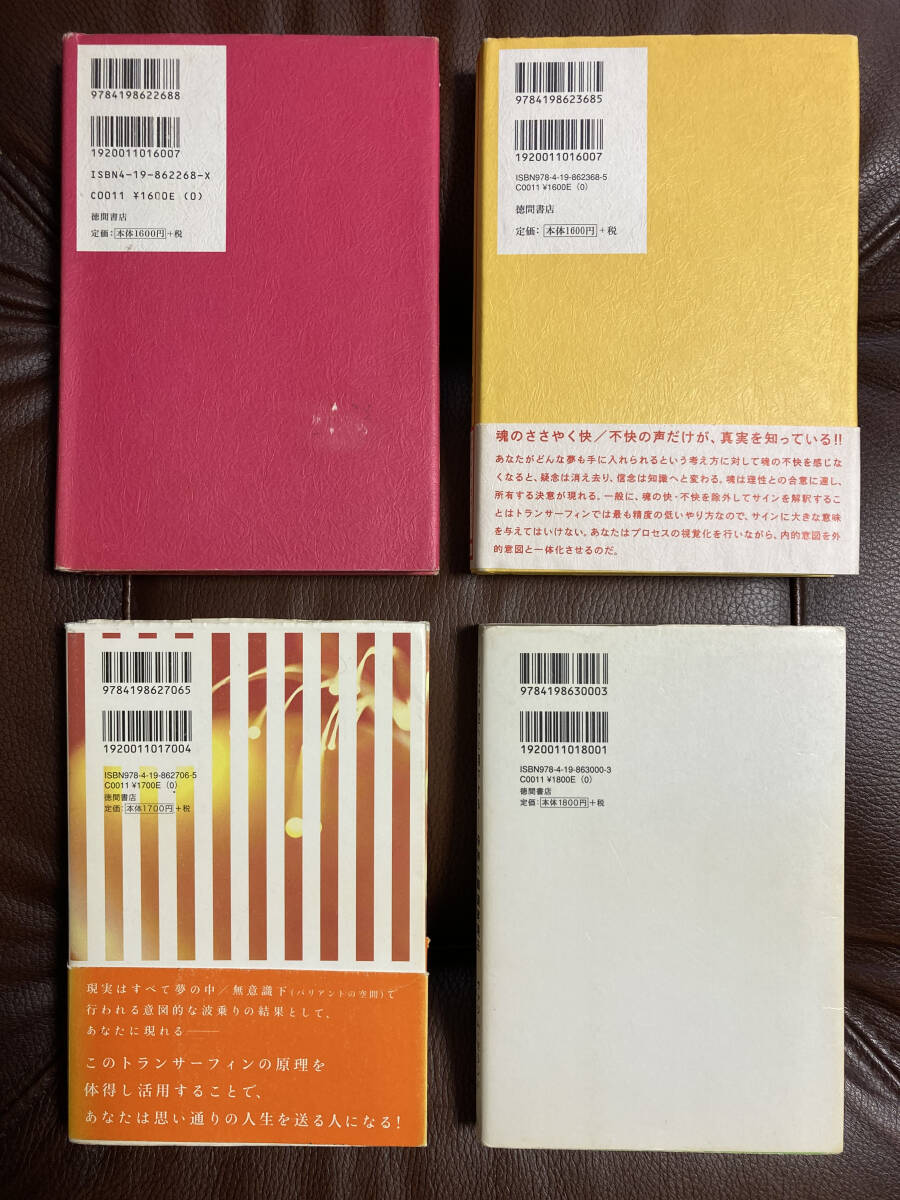 9784198622688
1920011016007
ISBN4-19-862268-X
C0011 ¥1600E (0)
徳間書店
定価: 本体1600円 +税
9784198623685
1920011016007
ISBN978-4-19-862368-5
C0011 ¥1600E (0)
徳間書店
定価: 本体1600円 +税
魂のささやく快/不快の声だけが、真実を知っている!!
あなたがどんな夢も手に入れられるという考え方に対して魂の不快を感じな
くなると、疑念は消え去り、信念は知識へと変わる。魂は理性との合意に達し、
所有する決意が現れる。一般に、魂の快・不快を除外してサインを解釈するこ
とはトランサーフィンでは最も精度の低いやり方なので、サインに大きな意味
を与えてはいけない。あなたはプロセスの視覚化を行いながら、内的意図を外
的意図と一体化させるのだ。
9784198627065
1920011017004
ISBN978-4-19-862706-5
C0011 ¥1700E (0)
徳間書店
定価: 本体1700円 +税
現実はすべて夢の中/無意識下(バリアントの空間)で
行われる意図的な波乗りの結果として、
あなたに現れる――
このトランサーフィンの原理を
体得し活用することで、
あなたは思い通りの人生を送る人になる!
9784198630003
1920011018001
ISBN978-4-19-863000-3
C0011 ¥1800E (0)
徳間書店
定価: 本体1800円 +税